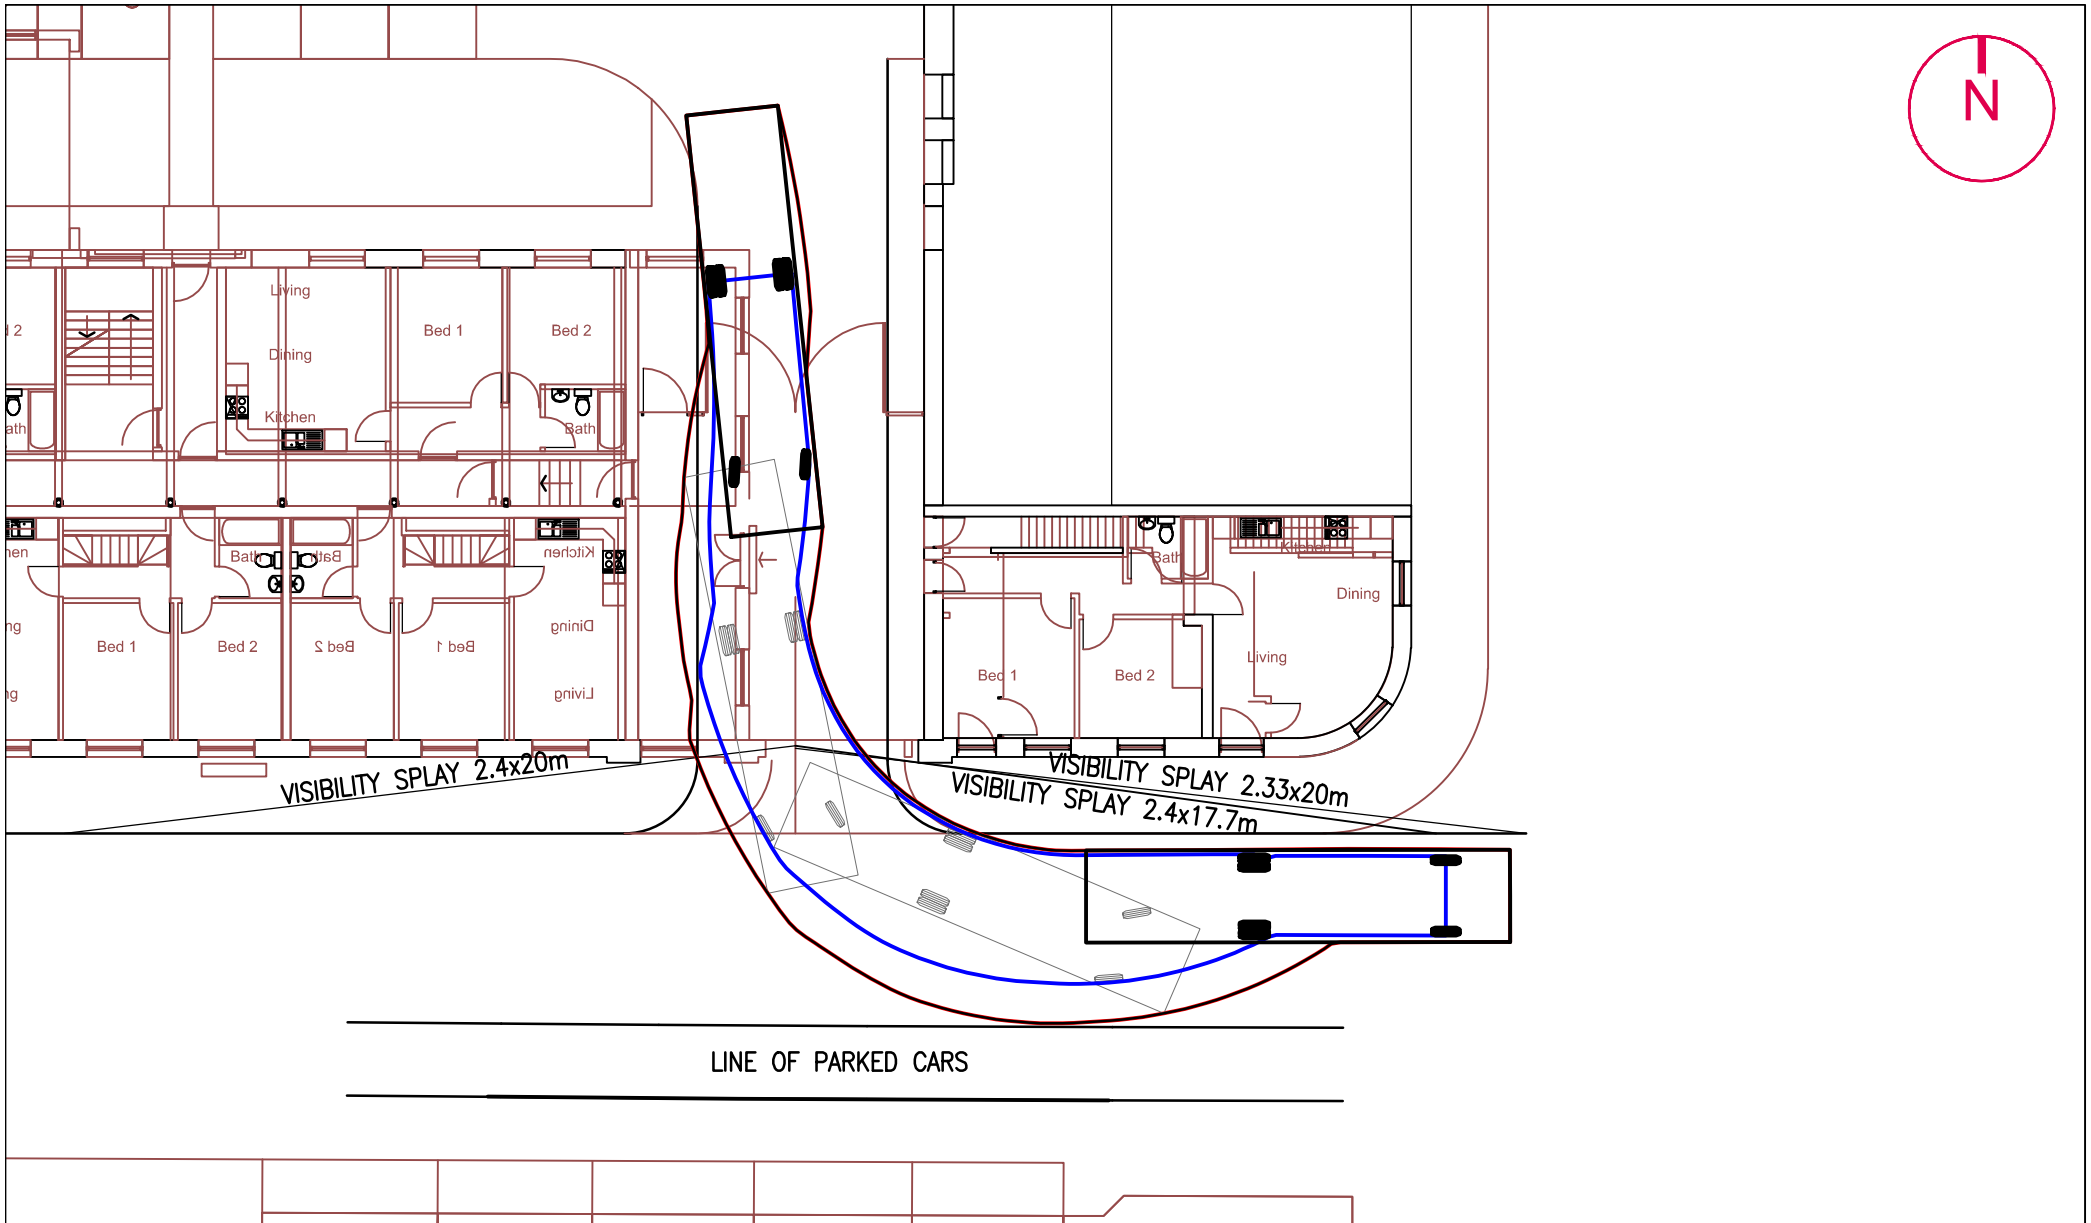 N
Living
d 2
Bed 1
Bed 2
Dining
Kitchen
Bath
ath
Bath
Bath
Kitchen
Kitchen
Bath
Dining
Dining
Bed 1
Bed 2
Bed 2
Bed 1
Living
Bed 1
Bed 2
Living
VISIBILITY SPLAY 2.4x20m
VISIBILITY SPLAY 2.33x20m
VISIBILITY SPLAY 2.4x17.7m
LINE OF PARKED CARS